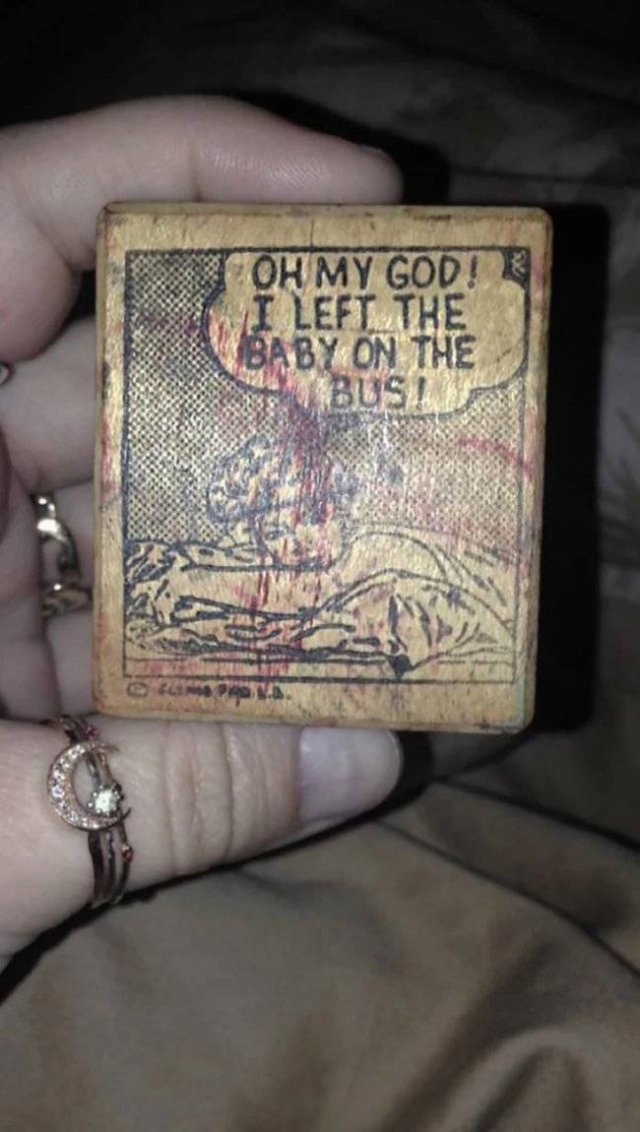 OH MY GOD!
I LEFT THE
BABY ON THE
BUS!
©